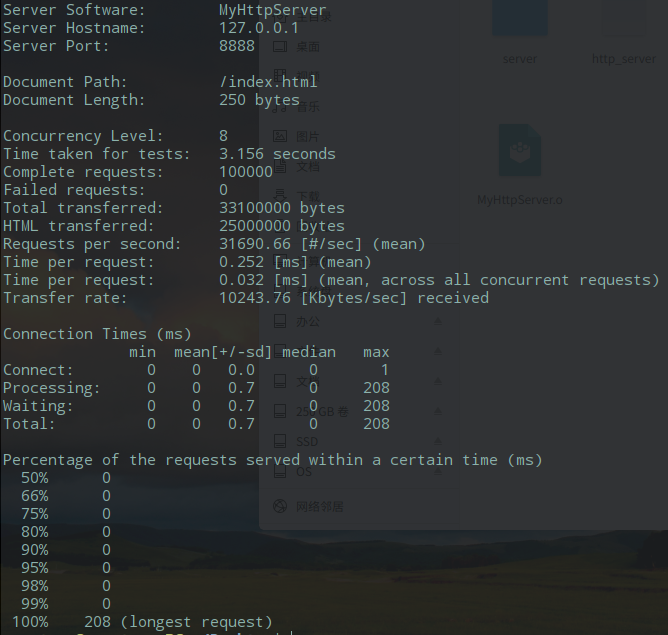 Server Software:        MyHttpServer
Server Hostname:        127.0.0.1
Server Port:            8888
Document Path:          /index.html
Document Length:        250 bytes
Concurrency Level:      8
Time taken for tests:   3.156 seconds
Complete requests:      100000
Failed requests:        0
Total transferred:      33100000 bytes
HTML transferred:       25000000 bytes
Requests per second:    31690.66 [#/sec] (mean)
Time per request:       0.252 [ms] (mean)
Time per request:       0.032 [ms] (mean, across all concurrent requests)
Transfer rate:          10243.76 [Kbytes/sec] received
Connection Times (ms)
              min  mean[+/-sd] median   max
Connect:        0    0   0.0      0       1
Processing:     0    0   0.7      0     208
Waiting:        0    0   0.7      0     208
Total:          0    0   0.7      0     208
Percentage of the requests served within a certain time (ms)
  50%      0
  66%      0
  75%      0
  80%      0
  90%      0
  95%      0
  98%      0
  99%      0
 100%    208 (longest request)
主目录
桌面
音乐
图片
文档
下载
办公
SSD
OS
网络邻居
server
http_server
MyHttpServer.o